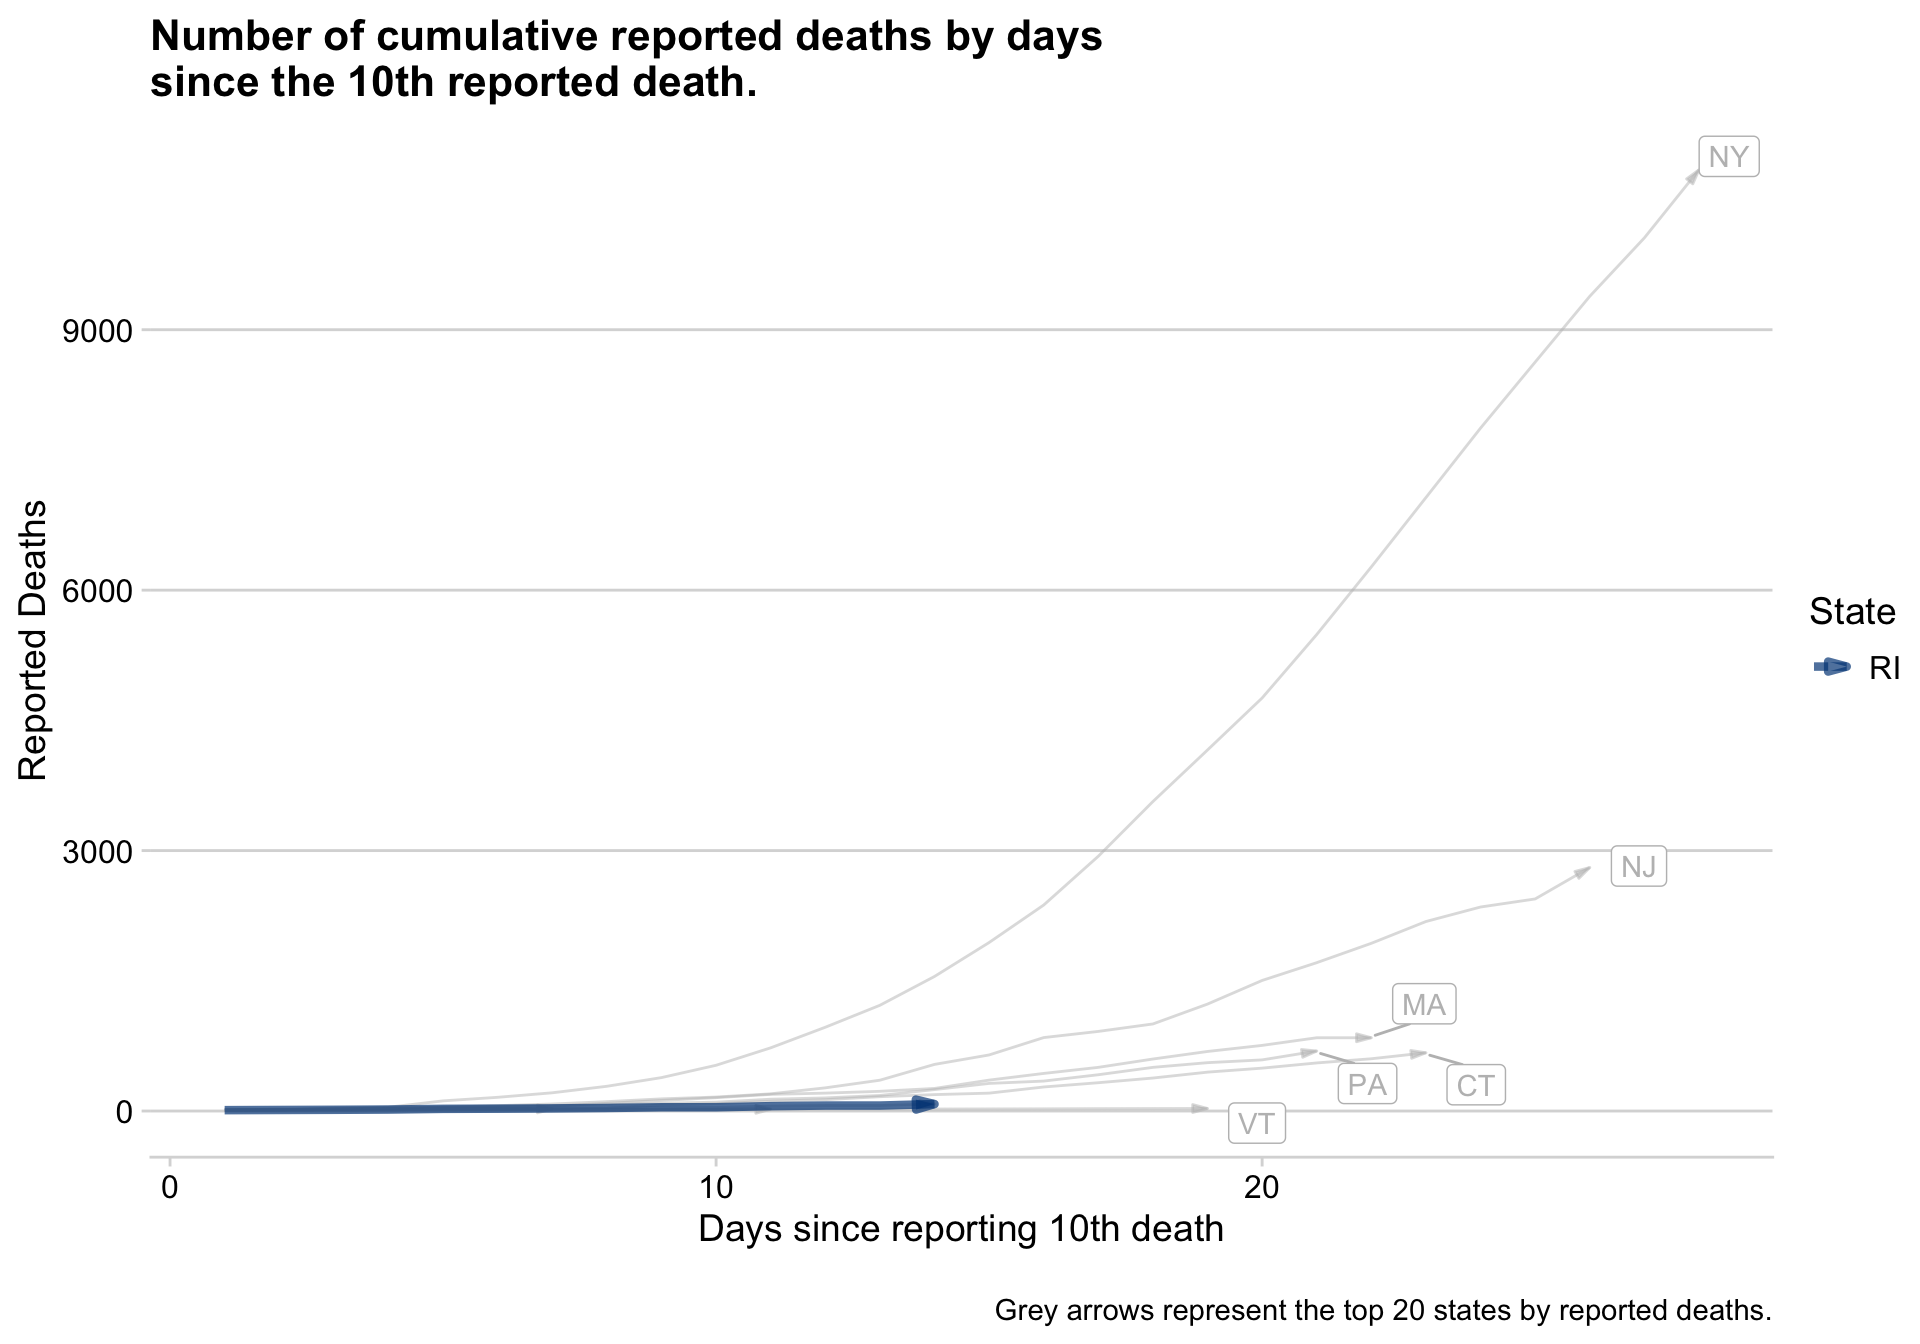 Number of cumulative reported deaths by days
since the 10th reported death.
NY
9000
6000
3000
0
Reported Deaths
NJ
MA
PA
CT
VT
State
RI
0
10
20
Days since reporting 10th death
Grey arrows represent the top 20 states by reported deaths.